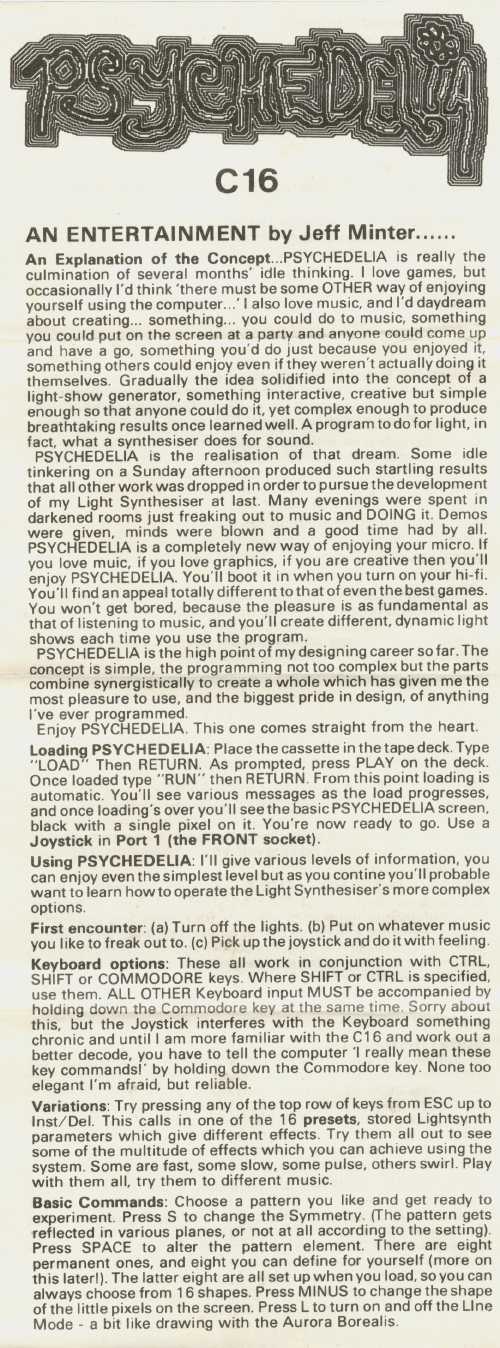 PSYCHEDELIA
C16
AN ENTERTAINMENT by Jeff Minter......
An Explanation of the Concept...PSYCHEDELIA is really the
culmination of several months' idle thinking. I love games, but
occasionally I'd think 'there must be some OTHER way of enjoying
yourself using the computer...' I also love music, and I'd daydream
about creating... something... you could do to music, something
you could put on the screen at a party and anyone could come up
and have a go, something you'd do just because you enjoyed it,
something others could enjoy even if they weren't actually doing it
themselves. Gradually the idea solidified into the concept of a
light-show generator, something interactive, creative but simple
enough so that anyone could do it, yet complex enough to produce
breathtaking results once learned well. A program to do for light, in
fact, what a synthesiser does for sound.
PSYCHEDELIA is the realisation of that dream. Some idle
tinkering on a Sunday afternoon produced such startling results
that all other work was dropped in order to pursue the development
of my Light Synthesiser at last. Many evenings were spent in
darkened rooms just freaking out to music and DOING it. Demos
were given, minds were blown and a good time had by all.
PSYCHEDELIA is a completely new way of enjoying your micro. If
you love muic, if you love graphics, if you are creative then you'll
enjoy PSYCHEDELIA. You'll boot it in when you turn on your hi-fi.
You'll find an appeal totally different to that of even the best games.
You won't get bored, because the pleasure is as fundamental as
that of listening to music, and you'll create different, dynamic light
shows each time you use the program.
PSYCHEDELIA is the high point of my designing career so far. The
concept is simple, the programming not too complex but the parts
combine synergistically to create a whole which has given me the
most pleasure to use, and the biggest pride in design, of anything
I've ever programmed.
Enjoy PSYCHEDELIA. This one comes straight from the heart.
Loading PSYCHEDELIA: Place the cassette in the tape deck. Type
"LOAD" Then RETURN. As prompted, press PLAY on the deck.
Once loaded type "RUN" then RETURN. From this point loading is
automatic. You'll see various messages as the load progresses,
and once loading's over you'll see the basic PSYCHEDELIA screen,
black with a single pixel on it. You're now ready to go. Use a
Joystick in Port 1 (the FRONT socket).
Using PSYCHEDELIA: I'll give various levels of information, you
can enjoy even the simplest level but as you contine you'll probable
want to learn how to operate the Light Synthesiser's more complex
options.
First encounter: (a) Turn off the lights. (b) Put on whatever music
you like to freak out to. (c) Pick up the joystick and do it with feeling.
Keyboard options: These all work in conjunction with CTRL,
SHIFT or COMMODORE keys. Where SHIFT or CTRL is specified,
use them. ALL OTHER Keyboard input MUST be accompanied by
holding down the Commodore key at the same time. Sorry about
this, but the Joystick interferes with the Keyboard something
chronic and until I am more familiar with the C16 and work out a
better decode, you have to tell the computer 'I really mean these
key commands!' by holding down the Commodore key. None too
elegant I'm afraid, but reliable.
Variations: Try pressing any of the top row of keys from ESC up to
Inst/Del. This calls in one of the 16 presets, stored Lightsynth
parameters which give different effects. Try them all out to see
some of the multitude of effects which you can achieve using the
system. Some are fast, some slow, some pulse, others swirl. Play
with them all, try them to different music.
Basic Commands: Choose a pattern you like and get ready to
experiment. Press S to change the Symmetry. (The pattern gets
reflected in various planes, or not at all according to the setting).
Press SPACE to alter the pattern element. There are eight
permanent ones, and eight you can define for yourself (more on
this later!). The latter eight are all set up when you load, so you can
always choose from 16 shapes. Press MINUS to change the shape
of the little pixels on the screen. Press L to turn on and off the LIne
Mode - a bit like drawing with the Aurora Borealis.